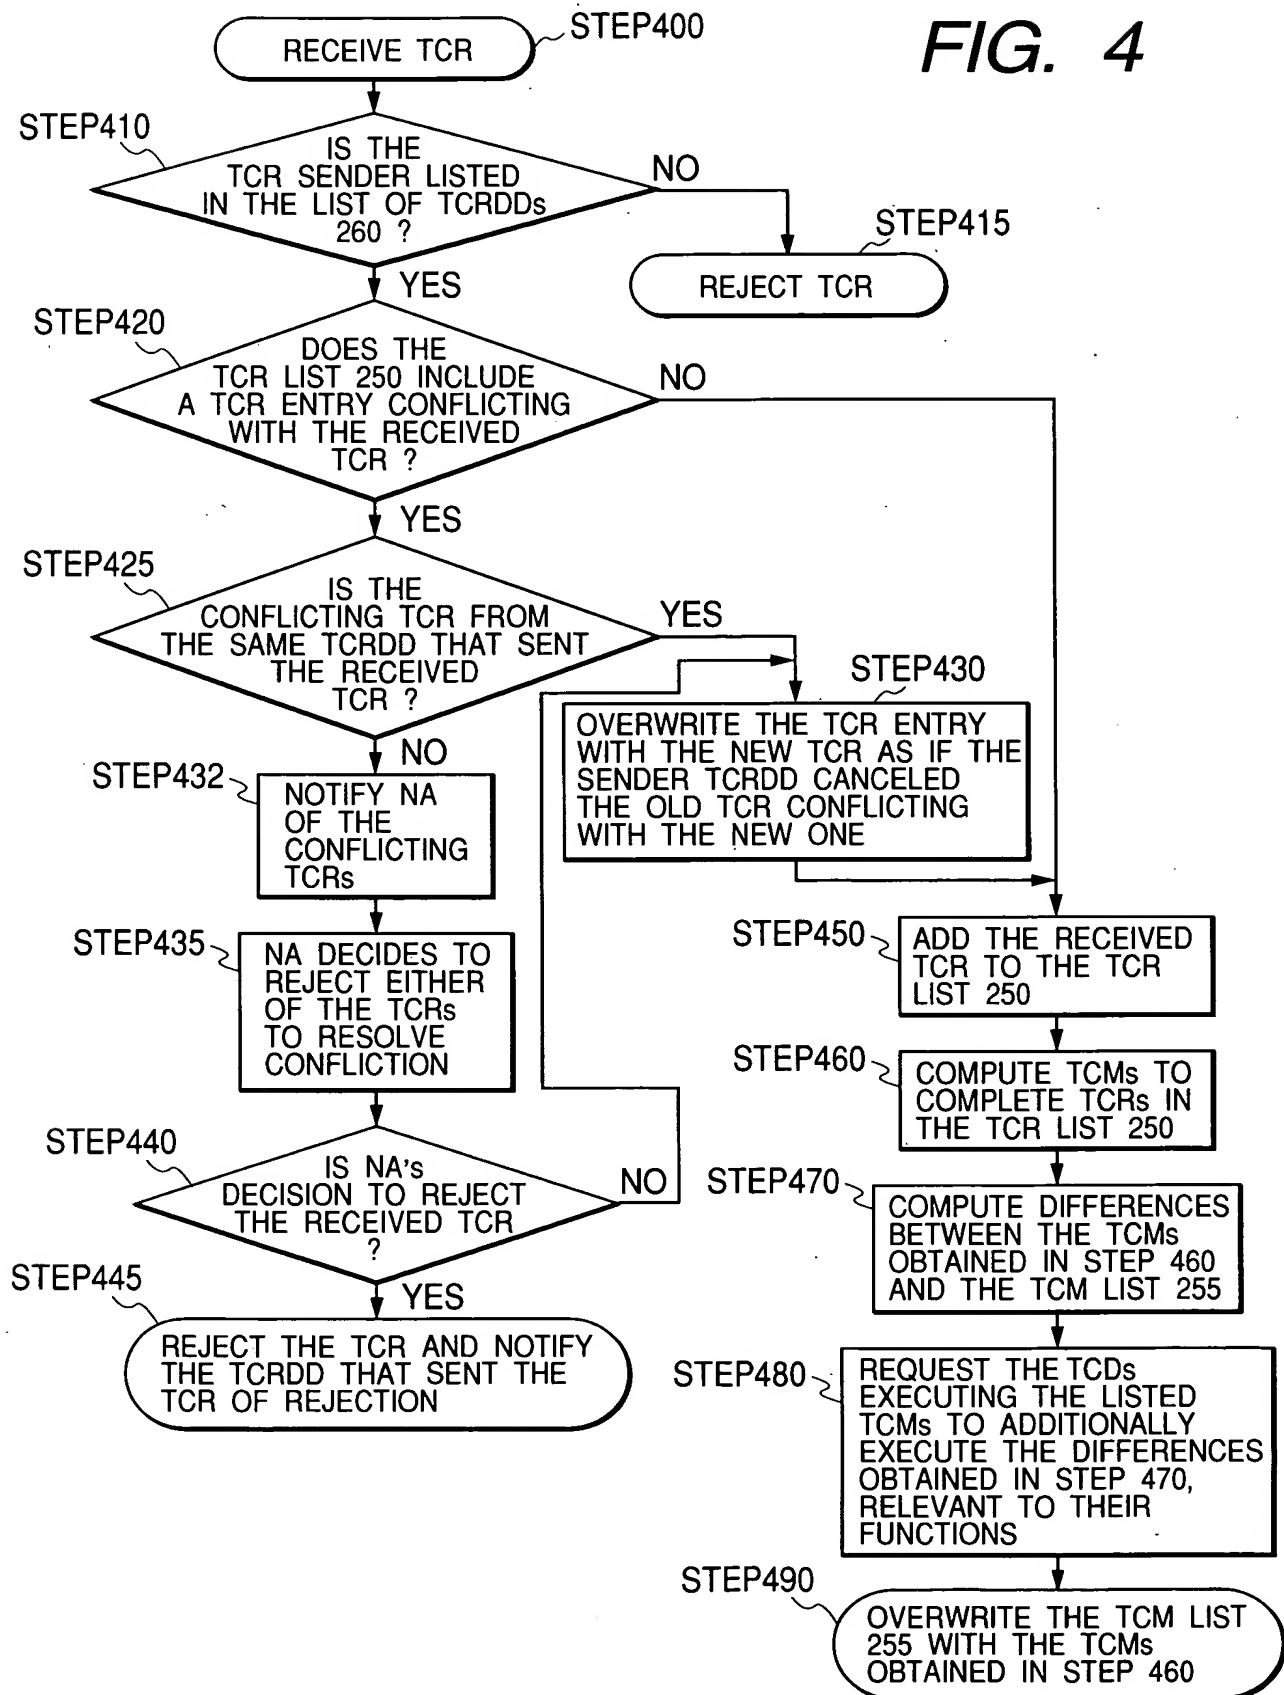 FIG. 4
STEP400
RECEIVE TCR
STEP410
IS THE
TCR SENDER LISTED
IN THE LIST OF TCRDDs
260 ?
NO
STEP415
REJECT TCR
YES
STEP420
DOES THE
TCR LIST 250 INCLUDE
A TCR ENTRY CONFLICTING
WITH THE RECEIVED
TCR ?
NO
YES
STEP425
IS THE
CONFLICTING TCR FROM
THE SAME TCRDD THAT SENT
THE RECEIVED
TCR ?
YES
STEP430
OVERWRITE THE TCR ENTRY
WITH THE NEW TCR AS IF THE
SENDER TCRDD CANCELED
THE OLD TCR CONFLICTING
WITH THE NEW ONE
NO
STEP432
NOTIFY NA
OF THE
CONFLICTING
TCRs
STEP435
NA DECIDES TO
REJECT EITHER
OF THE TCRs
TO RESOLVE
CONFLICTION
STEP440
IS NA's
DECISION TO REJECT
THE RECEIVED TCR
?
NO
YES
STEP445
REJECT THE TCR AND NOTIFY
THE TCRDD THAT SENT THE
TCR OF REJECTION
STEP450
ADD THE RECEIVED
TCR TO THE TCR
LIST 250
STEP460
COMPUTE TCMs TO
COMPLETE TCRs IN
THE TCR LIST 250
STEP470
COMPUTE DIFFERENCES
BETWEEN THE TCMs
OBTAINED IN STEP 460
AND THE TCM LIST 255
STEP480
REQUEST THE TCDs
EXECUTING THE LISTED
TCMs TO ADDITIONALLY
EXECUTE THE DIFFERENCES
OBTAINED IN STEP 470,
RELEVANT TO THEIR
FUNCTIONS
STEP490
OVERWRITE THE TCM LIST
255 WITH THE TCMs
OBTAINED IN STEP 460